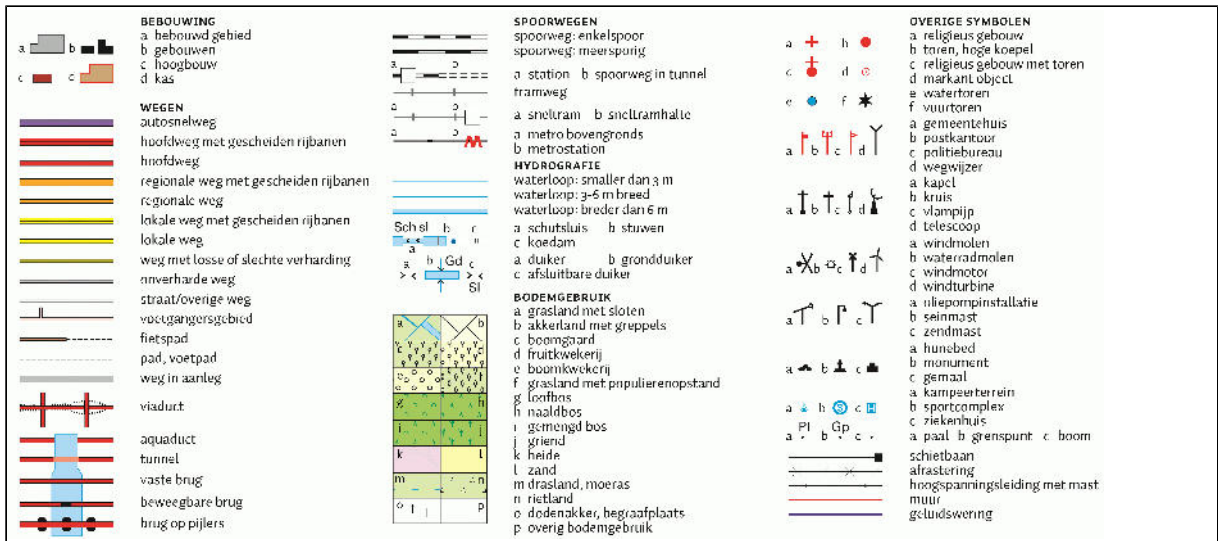 BEBOUWING
a bebouwd gebied
b gebouwen
c hoogbouw
d kas
a
b
c
c
WEGEN
autosnelweg
hoofdweg met gescheiden rijbanen
hoofdweg
regionale weg met gescheiden rijbanen
regionale weg
lokale weg met gescheiden rijbanen
lokale weg
weg met losse of slechte verharding
onverharde weg
straat/overige weg
voetgangersgebied
fietspad
pad, voetpad
weg in aanleg
viaduct
aquaduct
tunnel
vaste brug
beweegbare brug
brug op pijlers
SPOORWEGEN
spoorweg: enkelspoor
spoorweg: meersporig
a station b spoorweg in tunnel
tramweg
a sneltram b sneltramhalte
a metro bovengronds
b metrostation
HYDROGRAFIE
waterloop: smaller dan 3 m
waterloop: 3-6 m breed
waterloop: breder dan 6 m
Sch sl b c
a
a schutsluis b stuwen
c koedam
a b Gd c
Sl
a duiker b grondduiker
c afsluitbare duiker
BODEMGEBRUIK
a grasland met sloten
b akkerland met greppels
c boomgaard
d fruitkwekerij
e boomkwekerij
f grasland met populierenopstand
g loofbos
h naaldbos
i gemengd bos
j griend
k heide
l zand
m drasland, moeras
n rietland
o dodenakker, begraafplaats
p overig bodemgebruik
a b
c d
e f
g h
i j
k l
m n
o p
OVERIGE SYMBOLEN
a religieus gebouw
b toren, hoge koepel
c religieus gebouw met toren
d markant object
e watertoren
f vuurtoren
a b
c d
e f
a gemeentehuis
b postkantoor
c politiebureau
d wegwijzer
a b c d
a kapel
b kruis
c vlampijp
d telescoop
a b c d
a windmolen
b waterradmolen
c windmotor
d windturbine
a b c d
a oliepompinstallatie
b seinmast
c zendmast
a b c
a hunebed
b monument
c gemaal
a b c
a kampeerterrein
b sportcomplex
c ziekenhuis
a b S c H
Pl Gp
a b c
a paal b grenspunt c boom
schietbaan
afrastering
hoogspanningsleiding met mast
muur
geluidswering